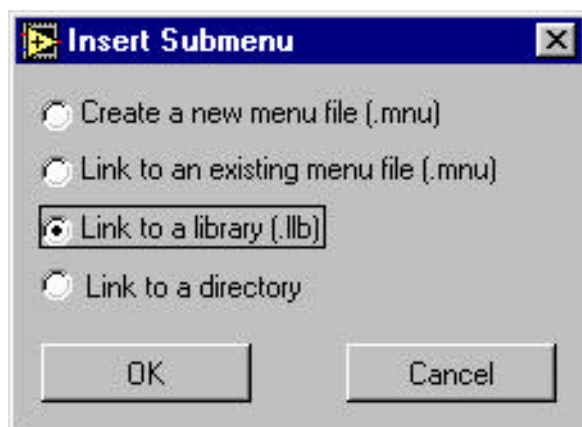 Insert Submenu
Create a new menu file (.mnu)
Link to an existing menu file (.mnu)
Link to a library (.llb)
Link to a directory
OK Cancel